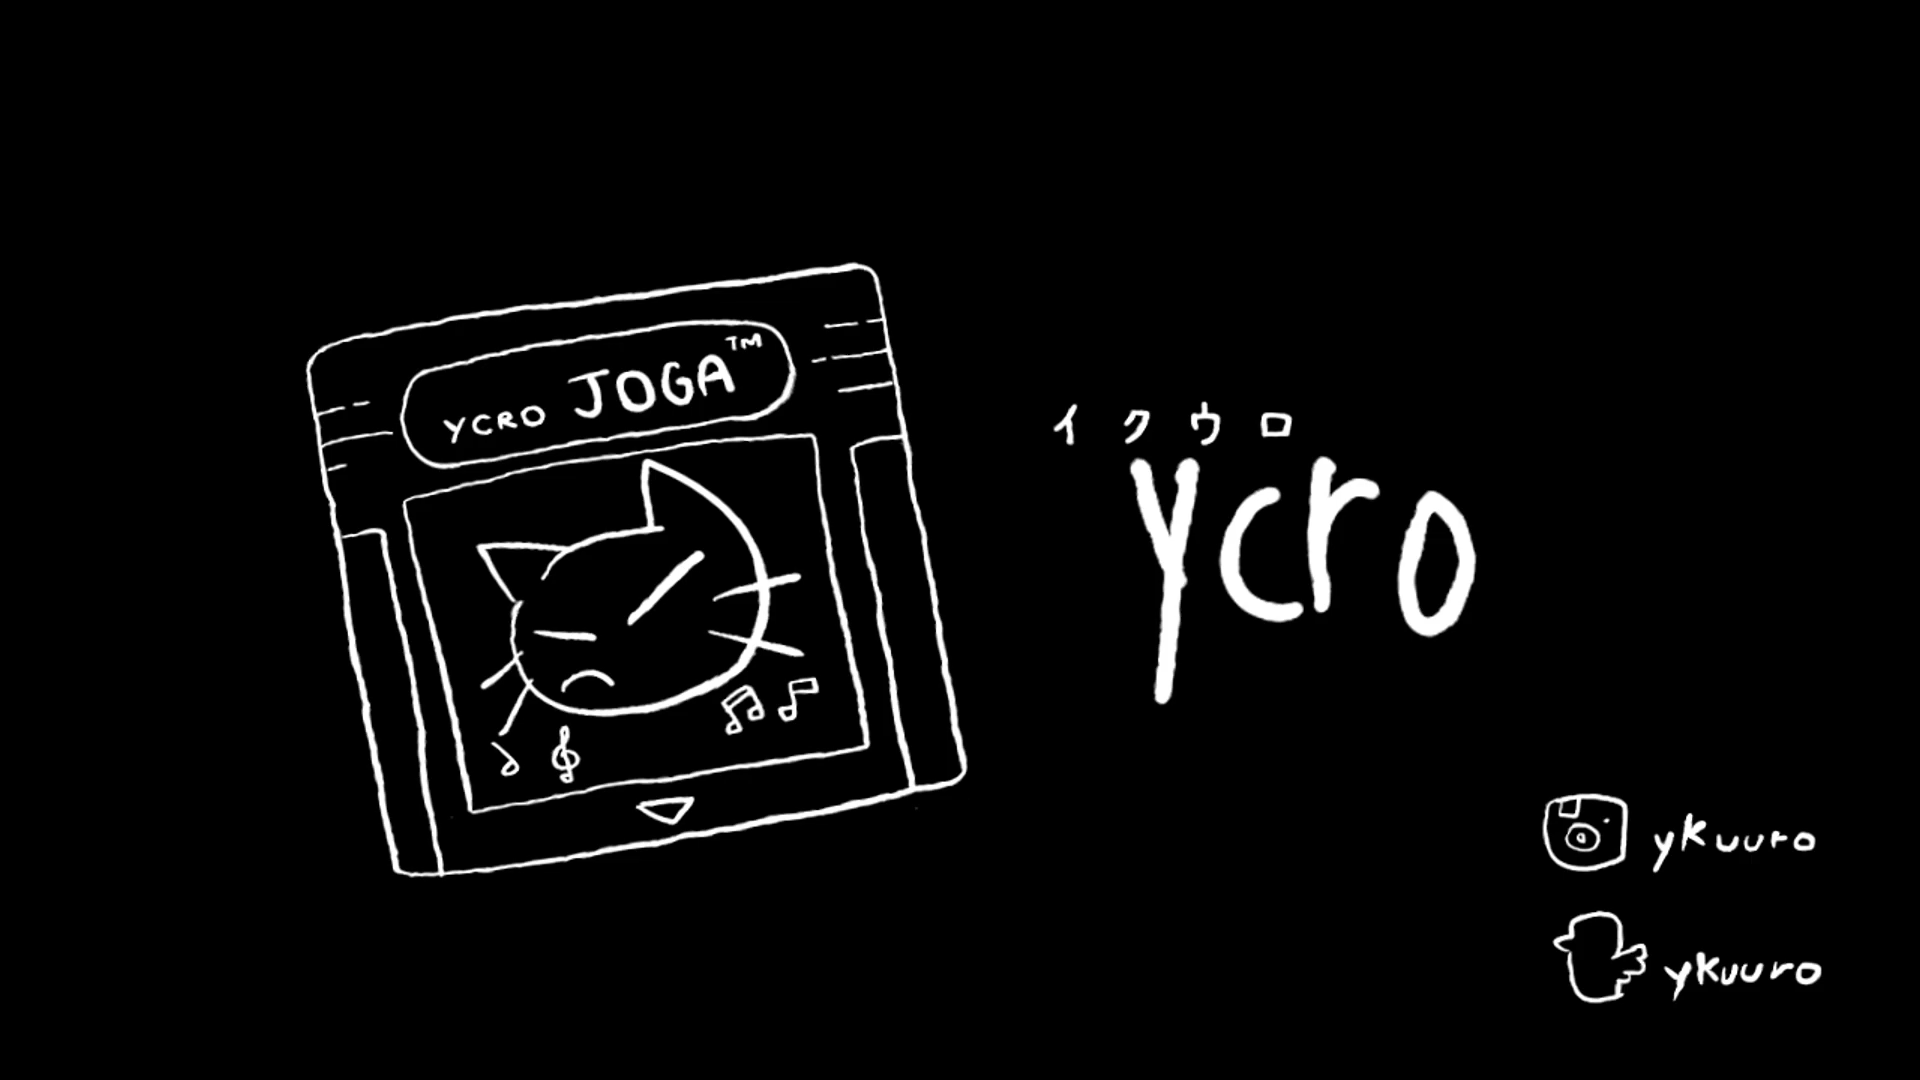 YCRO JOGA™
イクウロ
ycro
ykuuro
ykuuro